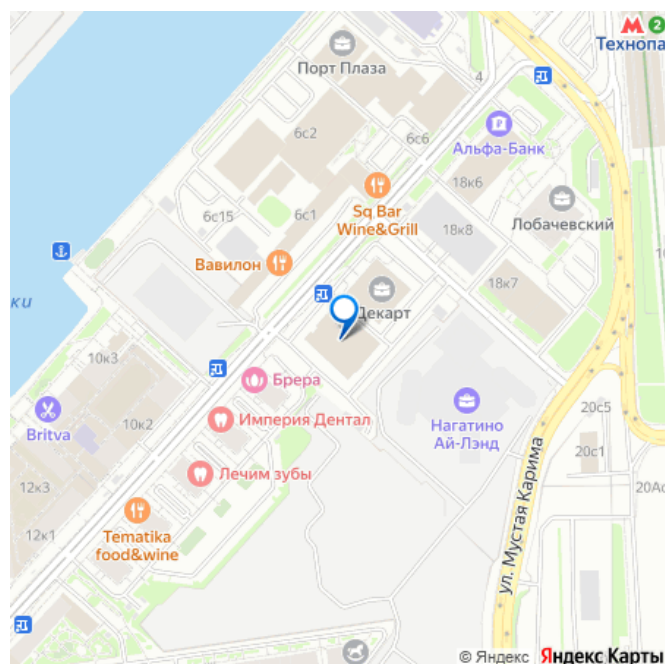 2
Технопа
Порт Плаза
4
6с2
6с6
Альфа-Банк
18к6
Sq Bar
Wine&Grill
6с15
6с1
18к8
Лобачевский
Вавилон
18к7
ки
Декарт
10к3
Брера
Нагатино
Ай-Лэнд
Britva
10к2
Империя Дентал
20с5
20с1
ул. Мустая Карима
Лечим зубы
12к3
20Ас
Tematika
food&wine
12к1
© Яндекс Яндекс Карты